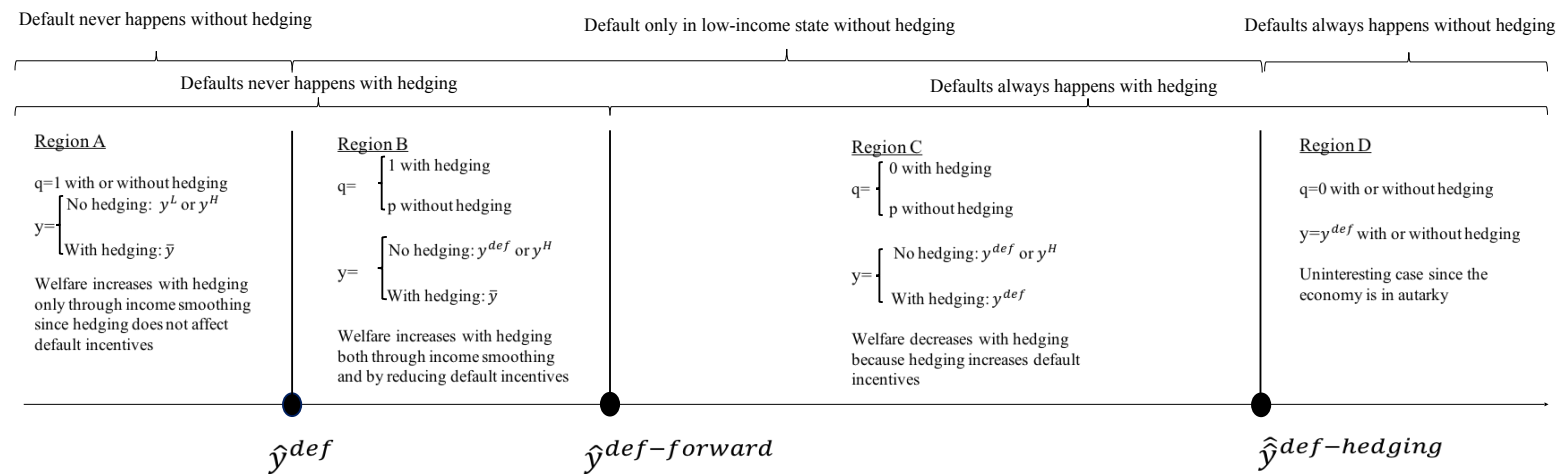 Default never happens without hedging
Default only in low-income state without hedging
Defaults always happens without hedging
Defaults never happens with hedging
Defaults always happens with hedging
Region A
q=1 with or without hedging
y=
No hedging: y^L or y^H
With hedging: ȳ
Welfare increases with hedging
only through income smoothing
since hedging does not affect
default incentives
Region B
q=
1 with hedging
p without hedging
y=
No hedging: y^def or y^H
With hedging: ȳ
Welfare increases with hedging
both through income smoothing
and by reducing default incentives
Region C
q=
0 with hedging
p without hedging
y=
No hedging: y^def or y^H
With hedging: y^def
Welfare decreases with hedging
because hedging increases default
incentives
Region D
q=0 with or without hedging
y=y^def with or without hedging
Uninteresting case since the
economy is in autarky
ŷ^def
ŷ^def−forward
ŷ̂^def−hedging